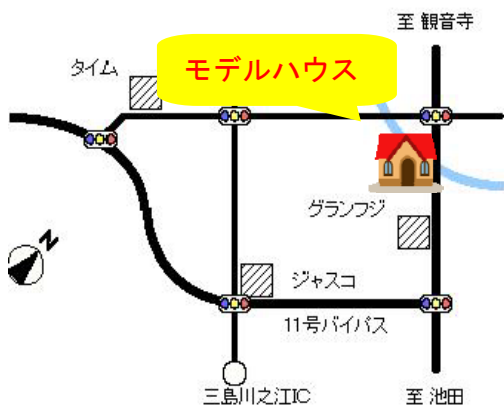 至 観音寺
タイム
モデルハウス
グランフジ
N
ジャスコ
11号バイパス
三島川之江IC
至 池田